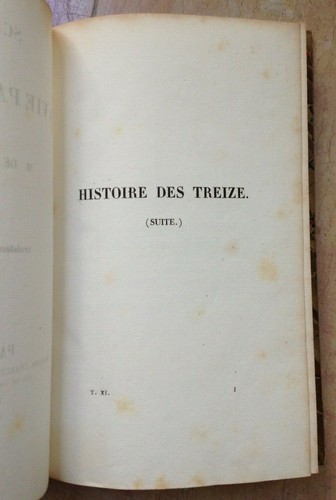 HISTOIRE DES TREIZE.
(SUITE.)
T. XI. 1